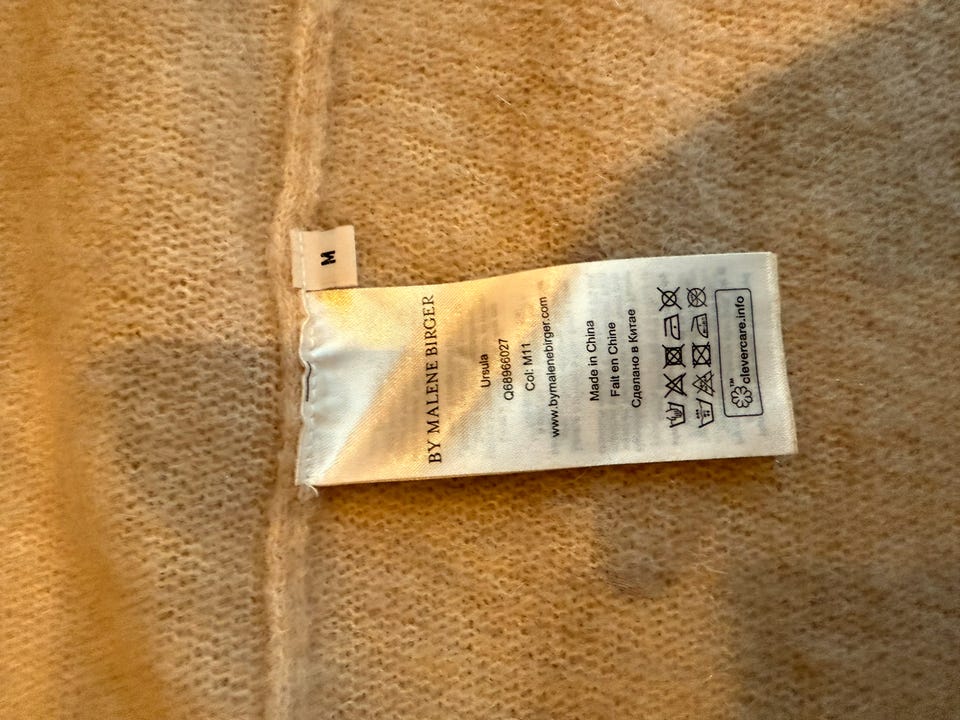 M
BY MALENE BIRGER
Ursula
Q68966027
Col: M11
www.bymalenebirger.com
Made in China
Fait en Chine
Сделано в Китае
clevercare.info
TM